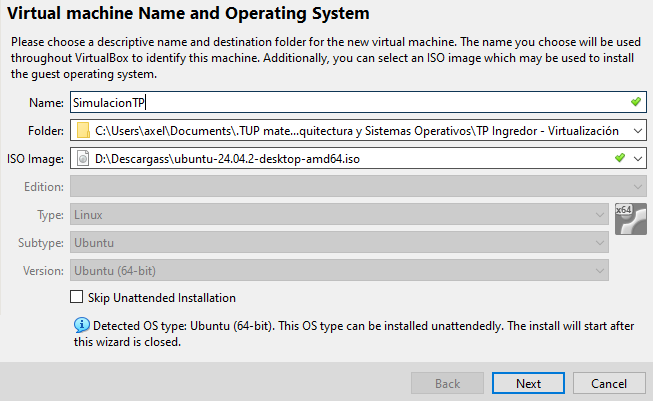 Virtual machine Name and Operating System
Please choose a descriptive name and destination folder for the new virtual machine. The name you choose will be used
throughout VirtualBox to identify this machine. Additionally, you can select an ISO image which may be used to install
the guest operating system.
Name: SimulacionTP
Folder: C:\Users\axel\Documents\.TUP mate...quitectura y Sistemas Operativos\TP Ingredor - Virtualización
ISO Image: D:\Descargass\ubuntu-24.04.2-desktop-amd64.iso
Edition:
Type: Linux
x64
Subtype: Ubuntu
Version: Ubuntu (64-bit)
Skip Unattended Installation
Detected OS type: Ubuntu (64-bit). This OS type can be installed unattendedly. The install will start after
this wizard is closed.
Back Next Cancel